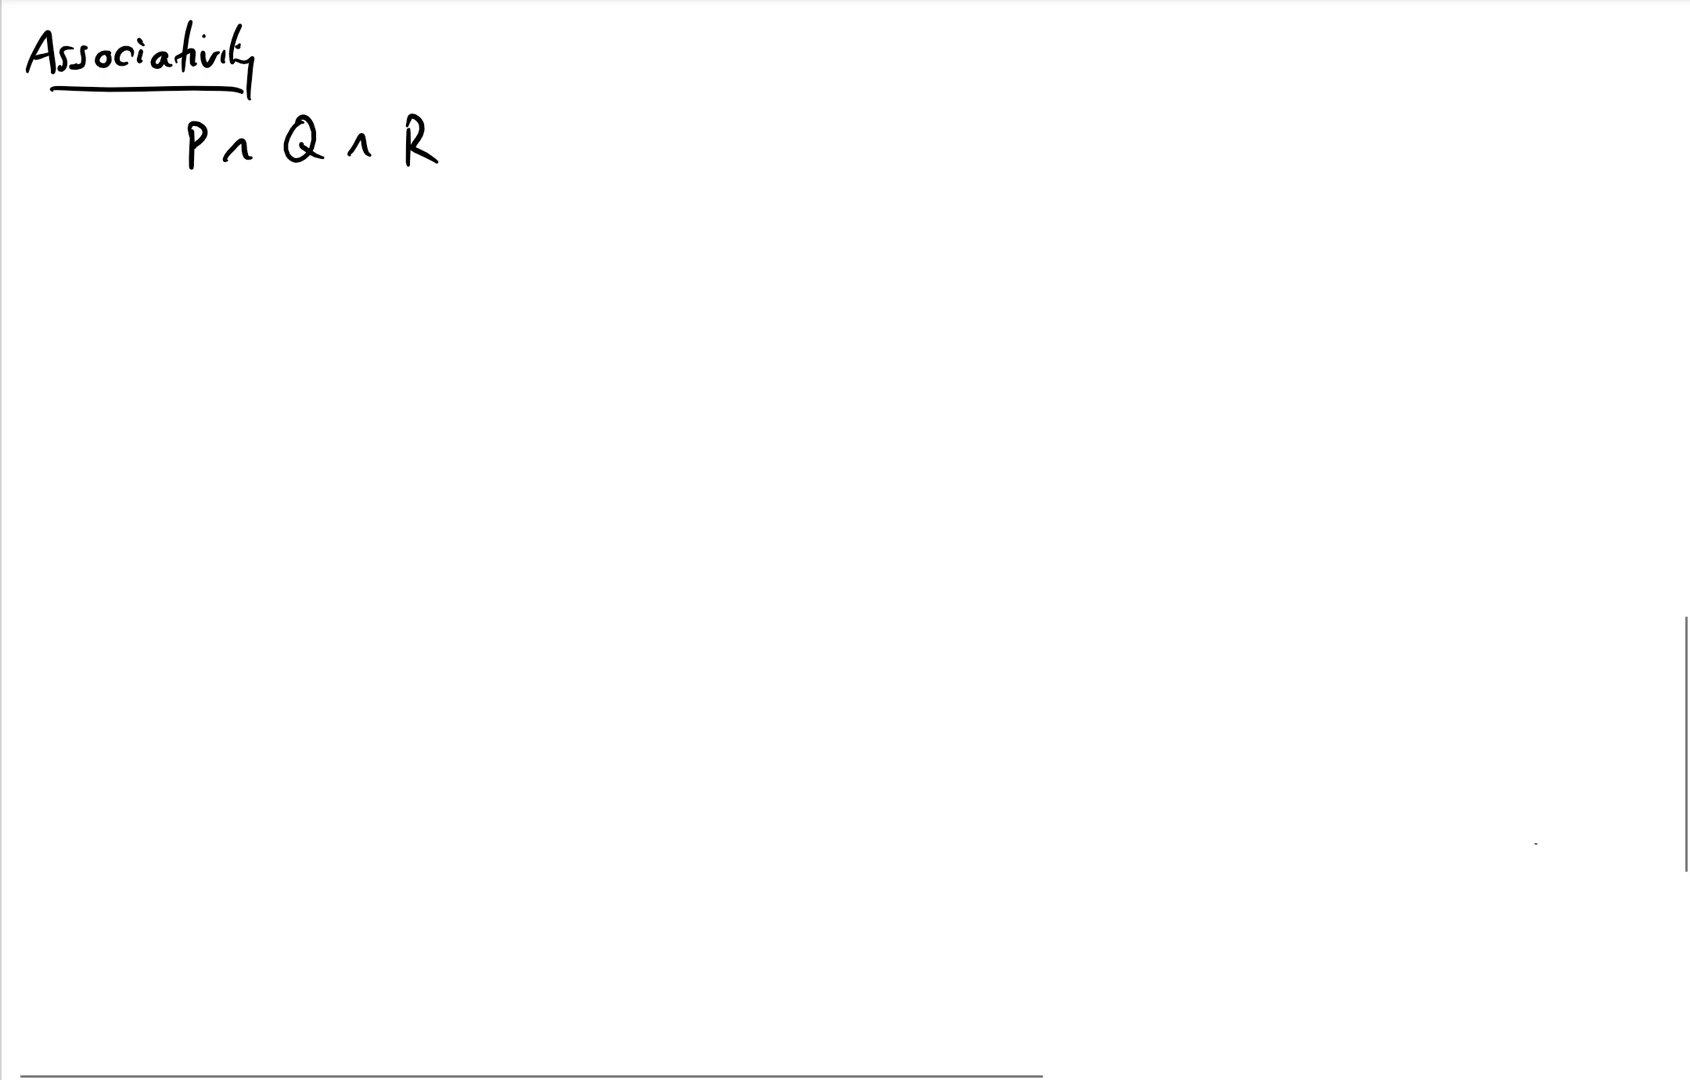 Associativity
P ∧ Q ∧ R